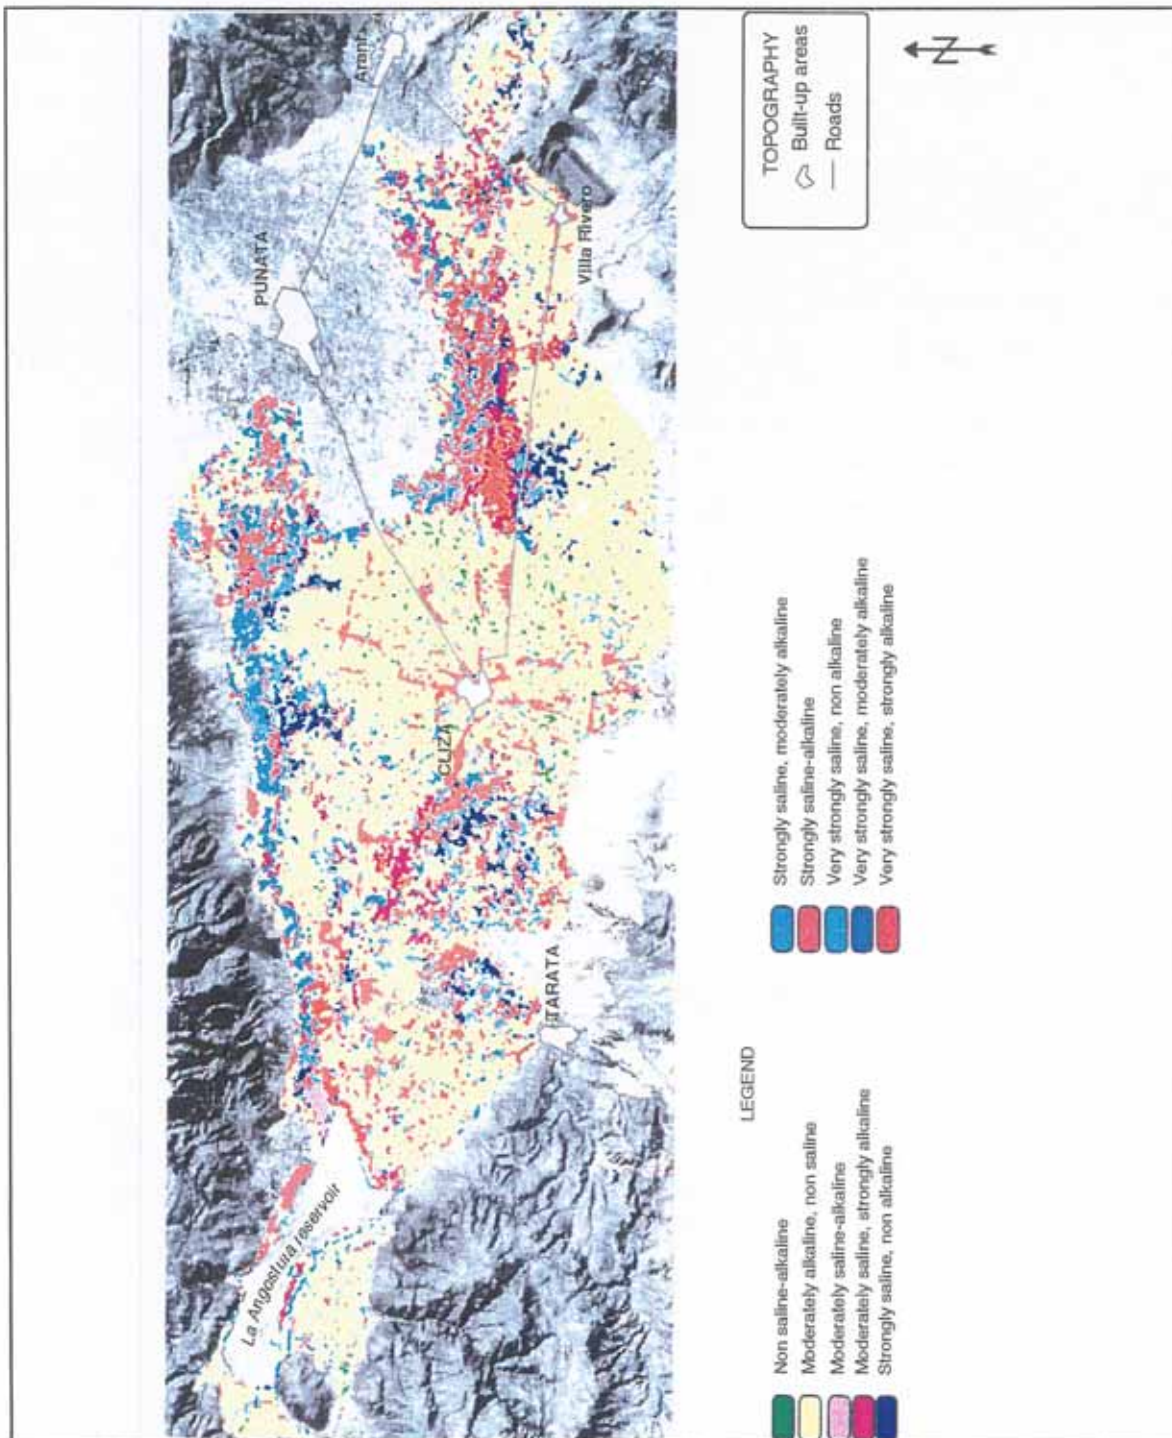 PUNATA
Arani
Villa Rivero
CLIZA
TARATA
La Angostura reservoir
TOPOGRAPHY
Built-up areas
Roads
N
LEGEND
Non saline-alkaline
Moderately alkaline, non saline
Moderately saline-alkaline
Moderately saline, strongly alkaline
Strongly saline, non alkaline
Strongly saline, moderately alkaline
Strongly saline-alkaline
Very strongly saline, non alkaline
Very strongly saline, moderately alkaline
Very strongly saline, strongly alkaline